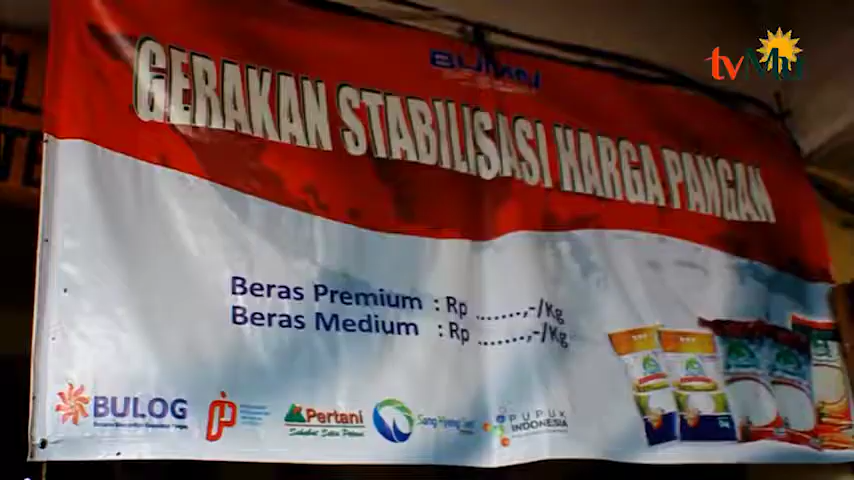 tvMu
BUMN
GERAKAN STABILISASI HARGA PANGAN
Beras Premium : Rp .......,-/Kg
Beras Medium : Rp .......,-/Kg
BULOG
Pertani
Sang Hyang Seri
PUPUK
INDONESIA